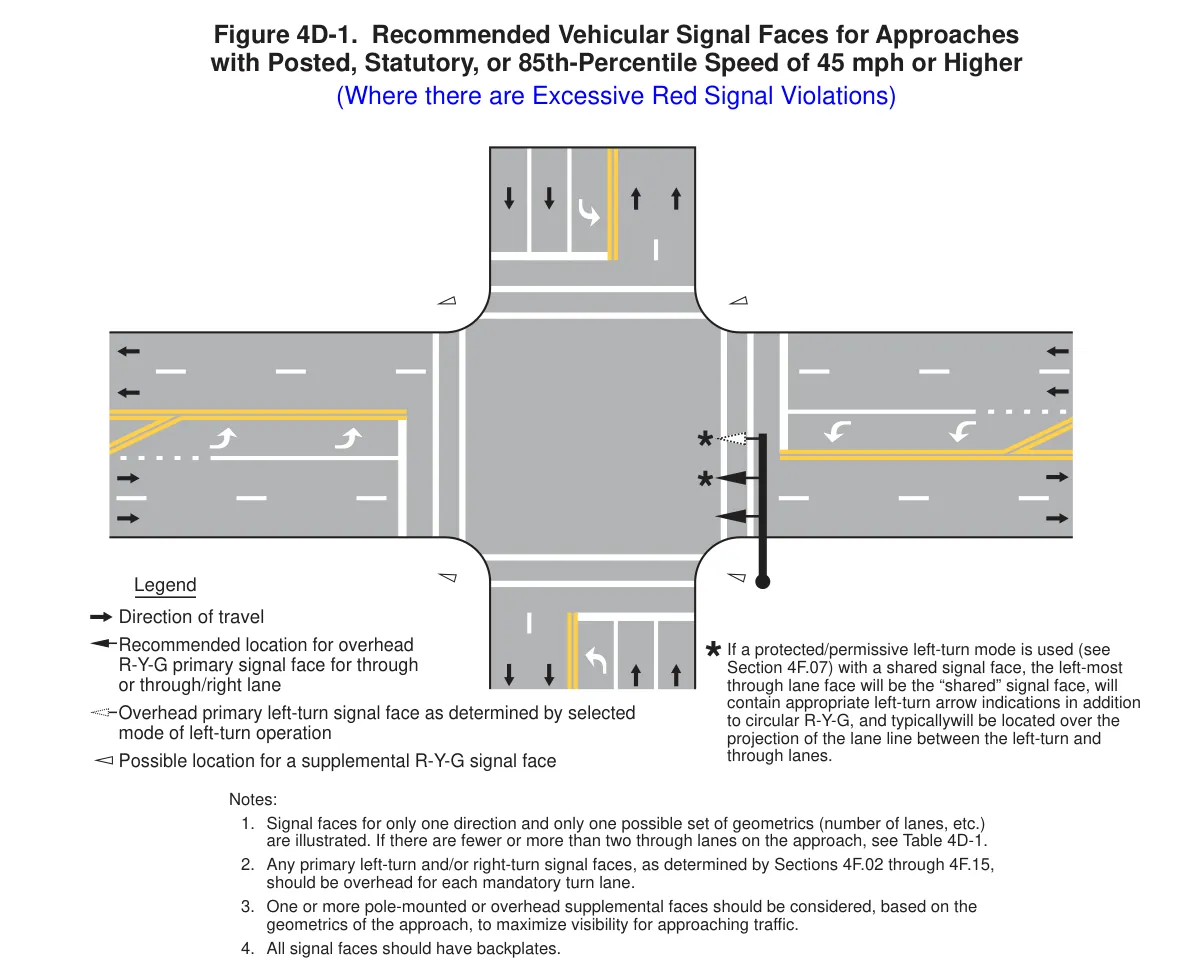 Figure 4D-1.  Recommended Vehicular Signal Faces for Approaches
with Posted, Statutory, or 85th-Percentile Speed of 45 mph or Higher
(Where there are Excessive Red Signal Violations)
*
*
Legend
Direction of travel
Recommended location for overhead
R-Y-G primary signal face for through
or through/right lane
Overhead primary left-turn signal face as determined by selected
mode of left-turn operation
Possible location for a supplemental R-Y-G signal face
* If a protected/permissive left-turn mode is used (see
Section 4F.07) with a shared signal face, the left-most
through lane face will be the “shared” signal face, will
contain appropriate left-turn arrow indications in addition
to circular R-Y-G, and typicallywill be located over the
projection of the lane line between the left-turn and
through lanes.
Notes:
1. Signal faces for only one direction and only one possible set of geometrics (number of lanes, etc.)
are illustrated. If there are fewer or more than two through lanes on the approach, see Table 4D-1.
2. Any primary left-turn and/or right-turn signal faces, as determined by Sections 4F.02 through 4F.15,
should be overhead for each mandatory turn lane.
3. One or more pole-mounted or overhead supplemental faces should be considered, based on the
geometrics of the approach, to maximize visibility for approaching traffic.
4. All signal faces should have backplates.